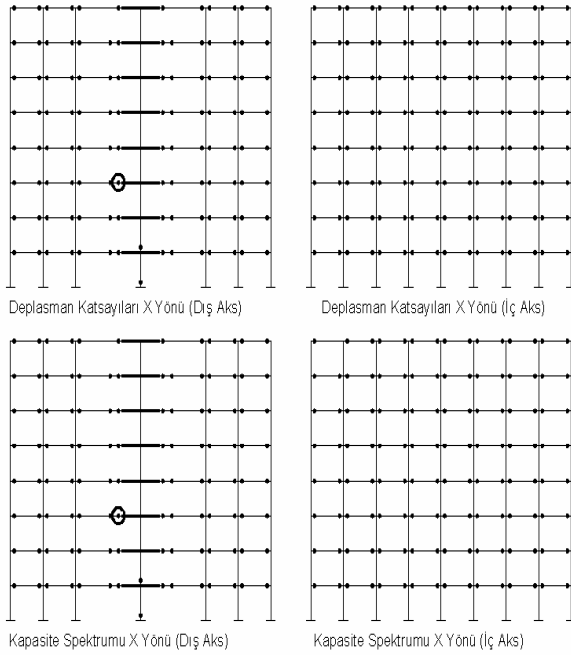 Deplasman Katsayıları X Yönü (Dış Aks)
Deplasman Katsayıları X Yönü (İç Aks)
Kapasite Spektrumu X Yönü (Dış Aks)
Kapasite Spektrumu X Yönü (İç Aks)